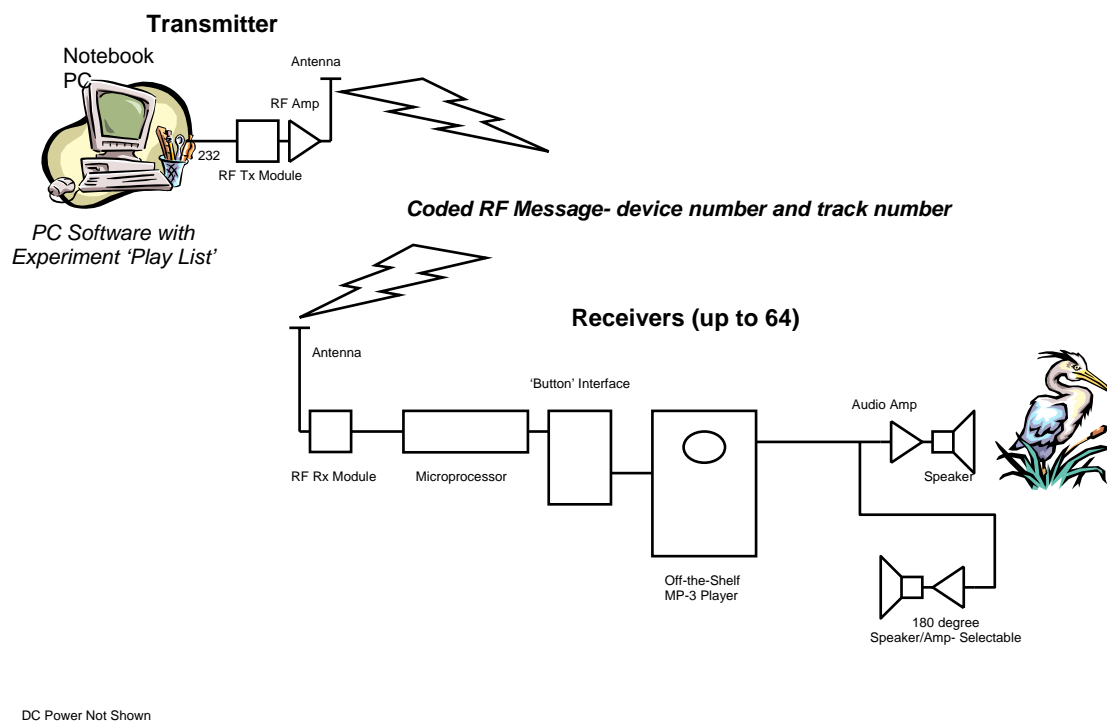 Transmitter
Notebook
PC
Antenna
RF Amp
232
RF Tx Module
PC Software with
Experiment ‘Play List’
Coded RF Message- device number and track number
Receivers (up to 64)
Antenna
‘Button’ Interface
Audio Amp
RF Rx Module
Microprocessor
Speaker
Off-the-Shelf
MP-3 Player
180 degree
Speaker/Amp- Selectable
DC Power Not Shown